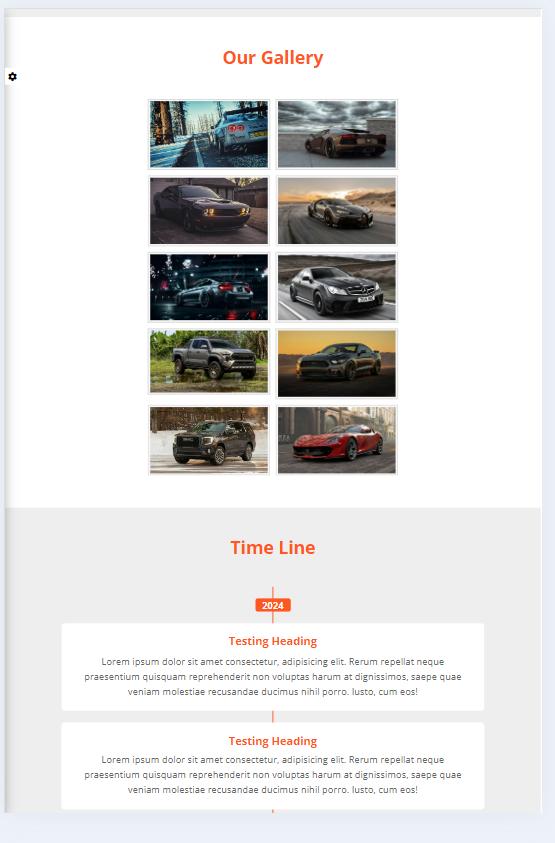 Our Gallery
Time Line
2024
Testing Heading
Lorem ipsum dolor sit amet consectetur, adipisicing elit. Rerum repellat neque
praesentium quisquam reprehenderit non voluptas harum at dignissimos, saepe quae
veniam molestiae recusandae ducimus nihil porro. Iusto, cum eos!
Testing Heading
Lorem ipsum dolor sit amet consectetur, adipisicing elit. Rerum repellat neque
praesentium quisquam reprehenderit non voluptas harum at dignissimos, saepe quae
veniam molestiae recusandae ducimus nihil porro. Iusto, cum eos!